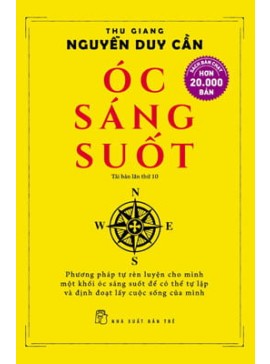 THU GIANG
NGUYỄN DUY CẦN
ÓC
SÁNG
SUỐT
SÁCH BÁN CHẠY
HƠN
20.000
BẢN
Tái bản lần thứ 10
N
W E
S
Phương pháp tự rèn luyện cho mình
một khối óc sáng suốt để có thể tự lập
và định đoạt lấy cuộc sống của mình
NHÀ XUẤT BẢN TRẺ